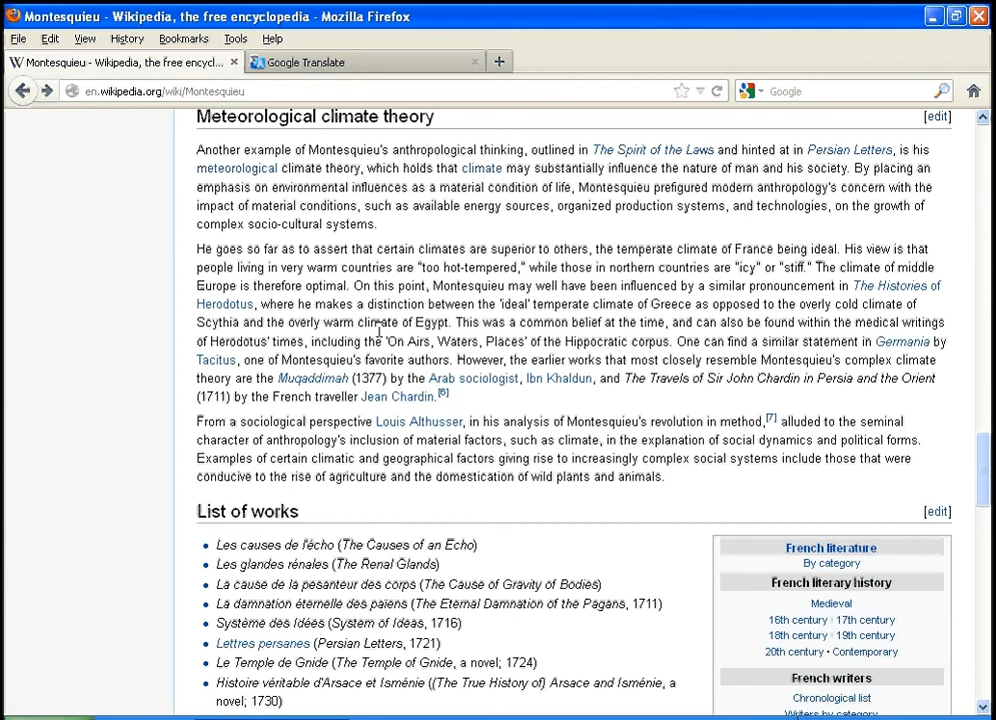 Montesquieu - Wikipedia, the free encyclopedia - Mozilla Firefox
File Edit View History Bookmarks Tools Help
W Montesquieu - Wikipedia, the free encycl... × Google Translate × +
en.wikipedia.org/wiki/Montesquieu Google
Meteorological climate theory [edit]
Another example of Montesquieu's anthropological thinking, outlined in The Spirit of the Laws and hinted at in Persian Letters, is his
meteorological climate theory, which holds that climate may substantially influence the nature of man and his society. By placing an
emphasis on environmental influences as a material condition of life, Montesquieu prefigured modern anthropology's concern with the
impact of material conditions, such as available energy sources, organized production systems, and technologies, on the growth of
complex socio-cultural systems.
He goes so far as to assert that certain climates are superior to others, the temperate climate of France being ideal. His view is that
people living in very warm countries are "too hot-tempered," while those in northern countries are "icy" or "stiff." The climate of middle
Europe is therefore optimal. On this point, Montesquieu may well have been influenced by a similar pronouncement in The Histories of
Herodotus, where he makes a distinction between the 'ideal' temperate climate of Greece as opposed to the overly cold climate of
Scythia and the overly warm climate of Egypt. This was a common belief at the time, and can also be found within the medical writings
of Herodotus' times, including the 'On Airs, Waters, Places' of the Hippocratic corpus. One can find a similar statement in Germania by
Tacitus, one of Montesquieu's favorite authors. However, the earlier works that most closely resemble Montesquieu's complex climate
theory are the Muqaddimah (1377) by the Arab sociologist, Ibn Khaldun, and The Travels of Sir John Chardin in Persia and the Orient
(1711) by the French traveller Jean Chardin.[6]
From a sociological perspective Louis Althusser, in his analysis of Montesquieu's revolution in method,[7] alluded to the seminal
character of anthropology's inclusion of material factors, such as climate, in the explanation of social dynamics and political forms.
Examples of certain climatic and geographical factors giving rise to increasingly complex social systems include those that were
conducive to the rise of agriculture and the domestication of wild plants and animals.
List of works [edit]
• Les causes de l'écho (The Causes of an Echo)
• Les glandes rénales (The Renal Glands)
• La cause de la pesanteur des corps (The Cause of Gravity of Bodies)
• La damnation éternelle des païens (The Eternal Damnation of the Pagans, 1711)
• Système des Idées (System of Ideas, 1716)
• Lettres persanes (Persian Letters, 1721)
• Le Temple de Gnide (The Temple of Gnide, a novel; 1724)
• Histoire véritable d'Arsace et Isménie ((The True History of) Arsace and Isménie, a
novel; 1730)
French literature
By category
French literary history
Medieval
16th century · 17th century
18th century · 19th century
20th century • Contemporary
French writers
Chronological list
Writers by category